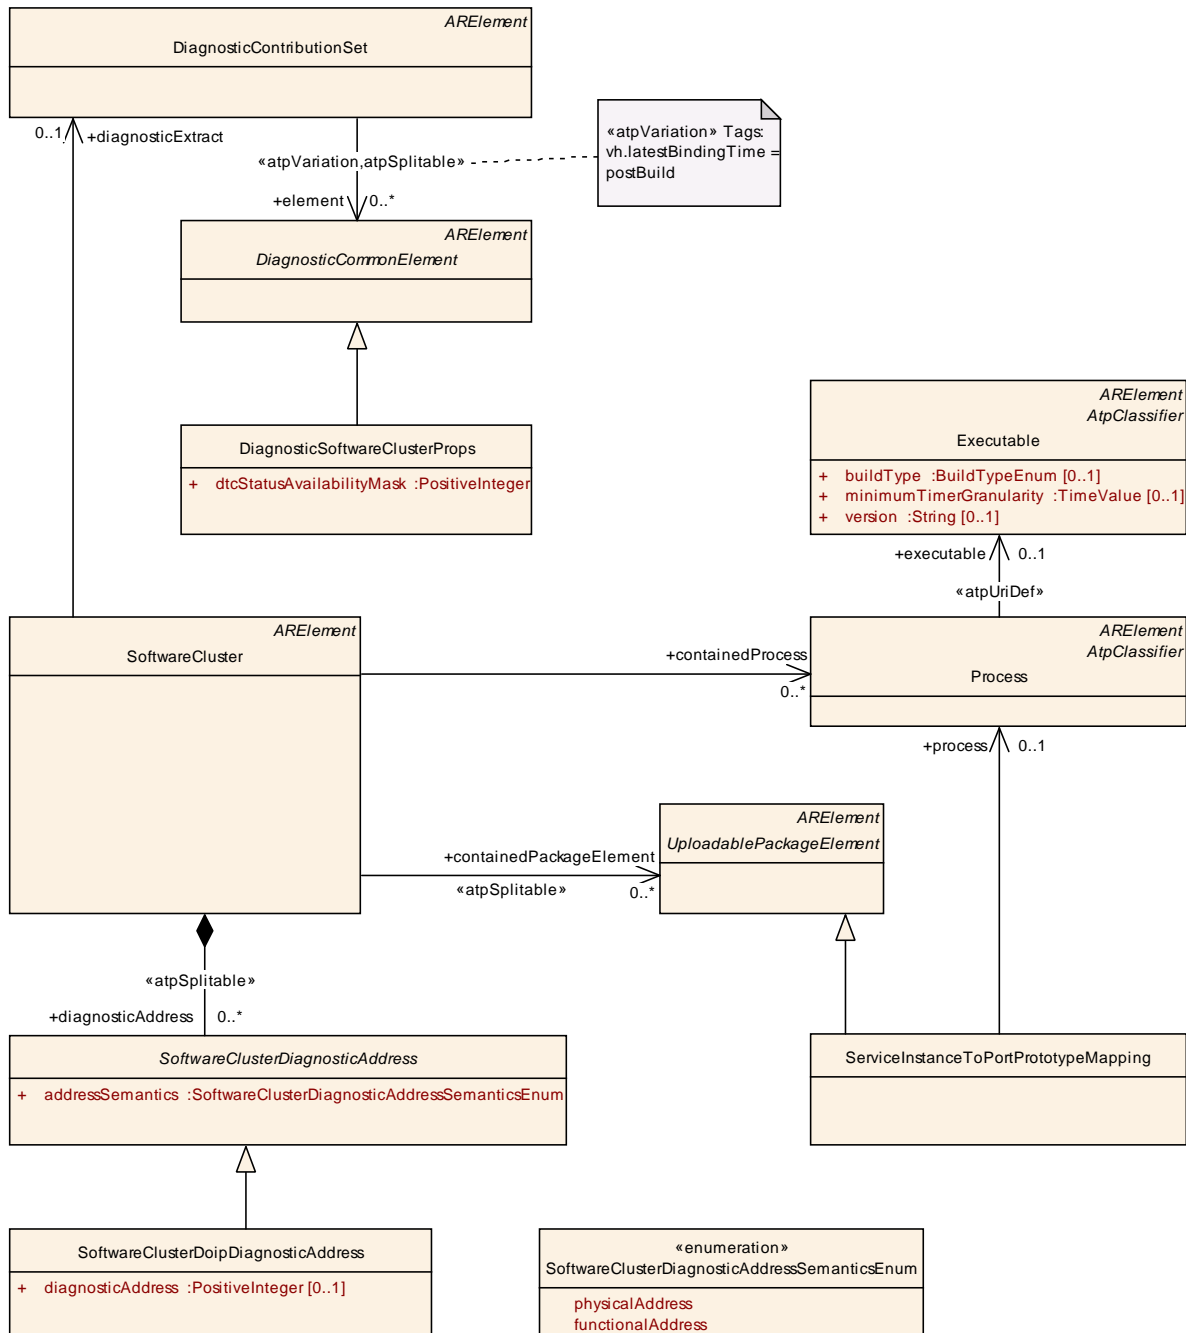 ARElement
DiagnosticContributionSet
0..1
+diagnosticExtract
«atpVariation,atpSplitable»
«atpVariation» Tags:
vh.latestBindingTime =
postBuild
+element
0..*
ARElement
DiagnosticCommonElement
DiagnosticSoftwareClusterProps
+ dtcStatusAvailabilityMask :PositiveInteger
ARElement
AtpClassifier
Executable
+ buildType :BuildTypeEnum [0..1]
+ minimumTimerGranularity :TimeValue [0..1]
+ version :String [0..1]
+executable
0..1
«atpUriDef»
ARElement
SoftwareCluster
ARElement
AtpClassifier
Process
+containedProcess
0..*
+process
0..1
ARElement
UploadablePackageElement
+containedPackageElement
«atpSplitable»
0..*
«atpSplitable»
+diagnosticAddress
0..*
SoftwareClusterDiagnosticAddress
+ addressSemantics :SoftwareClusterDiagnosticAddressSemanticsEnum
ServiceInstanceToPortPrototypeMapping
SoftwareClusterDoipDiagnosticAddress
+ diagnosticAddress :PositiveInteger [0..1]
«enumeration»
SoftwareClusterDiagnosticAddressSemanticsEnum
physicalAddress
functionalAddress